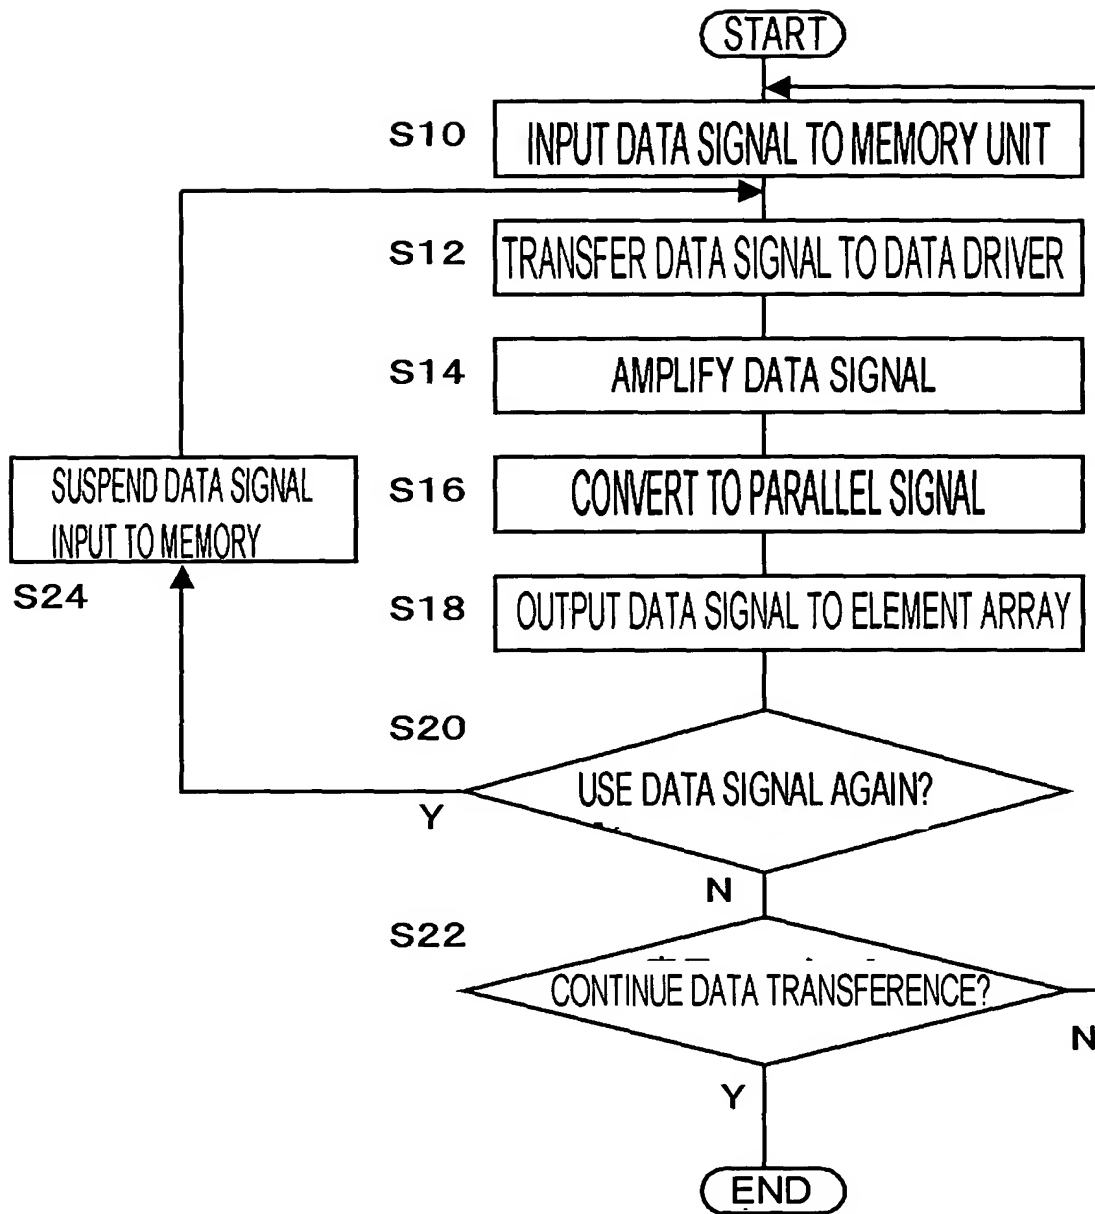 START
S10
INPUT DATA SIGNAL TO MEMORY UNIT
S12
TRANSFER DATA SIGNAL TO DATA DRIVER
S14
AMPLIFY DATA SIGNAL
SUSPEND DATA SIGNAL
INPUT TO MEMORY
S24
S16
CONVERT TO PARALLEL SIGNAL
S18
OUTPUT DATA SIGNAL TO ELEMENT ARRAY
S20
USE DATA SIGNAL AGAIN?
Y
N
S22
CONTINUE DATA TRANSFERENCE?
N
Y
END